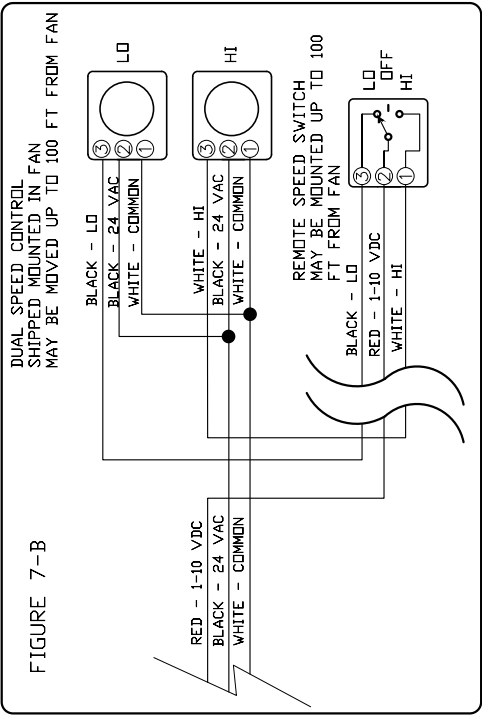 DUAL SPEED CONTROL
SHIPPED MOUNTED IN FAN
MAY BE MOVED UP TO 100 FT FROM FAN
LO
3
2
1
BLACK - LO
BLACK - 24 VAC
WHITE - COMMON
HI
3
2
1
WHITE - HI
BLACK - 24 VAC
WHITE - COMMON
REMOTE SPEED SWITCH
MAY BE MOUNTED UP TO 100
FT FROM FAN
LO
OFF
HI
3
2
1
BLACK - LO
RED - 1-10 VDC
WHITE - HI
RED - 1-10 VDC
BLACK - 24 VAC
WHITE - COMMON
FIGURE 7-B